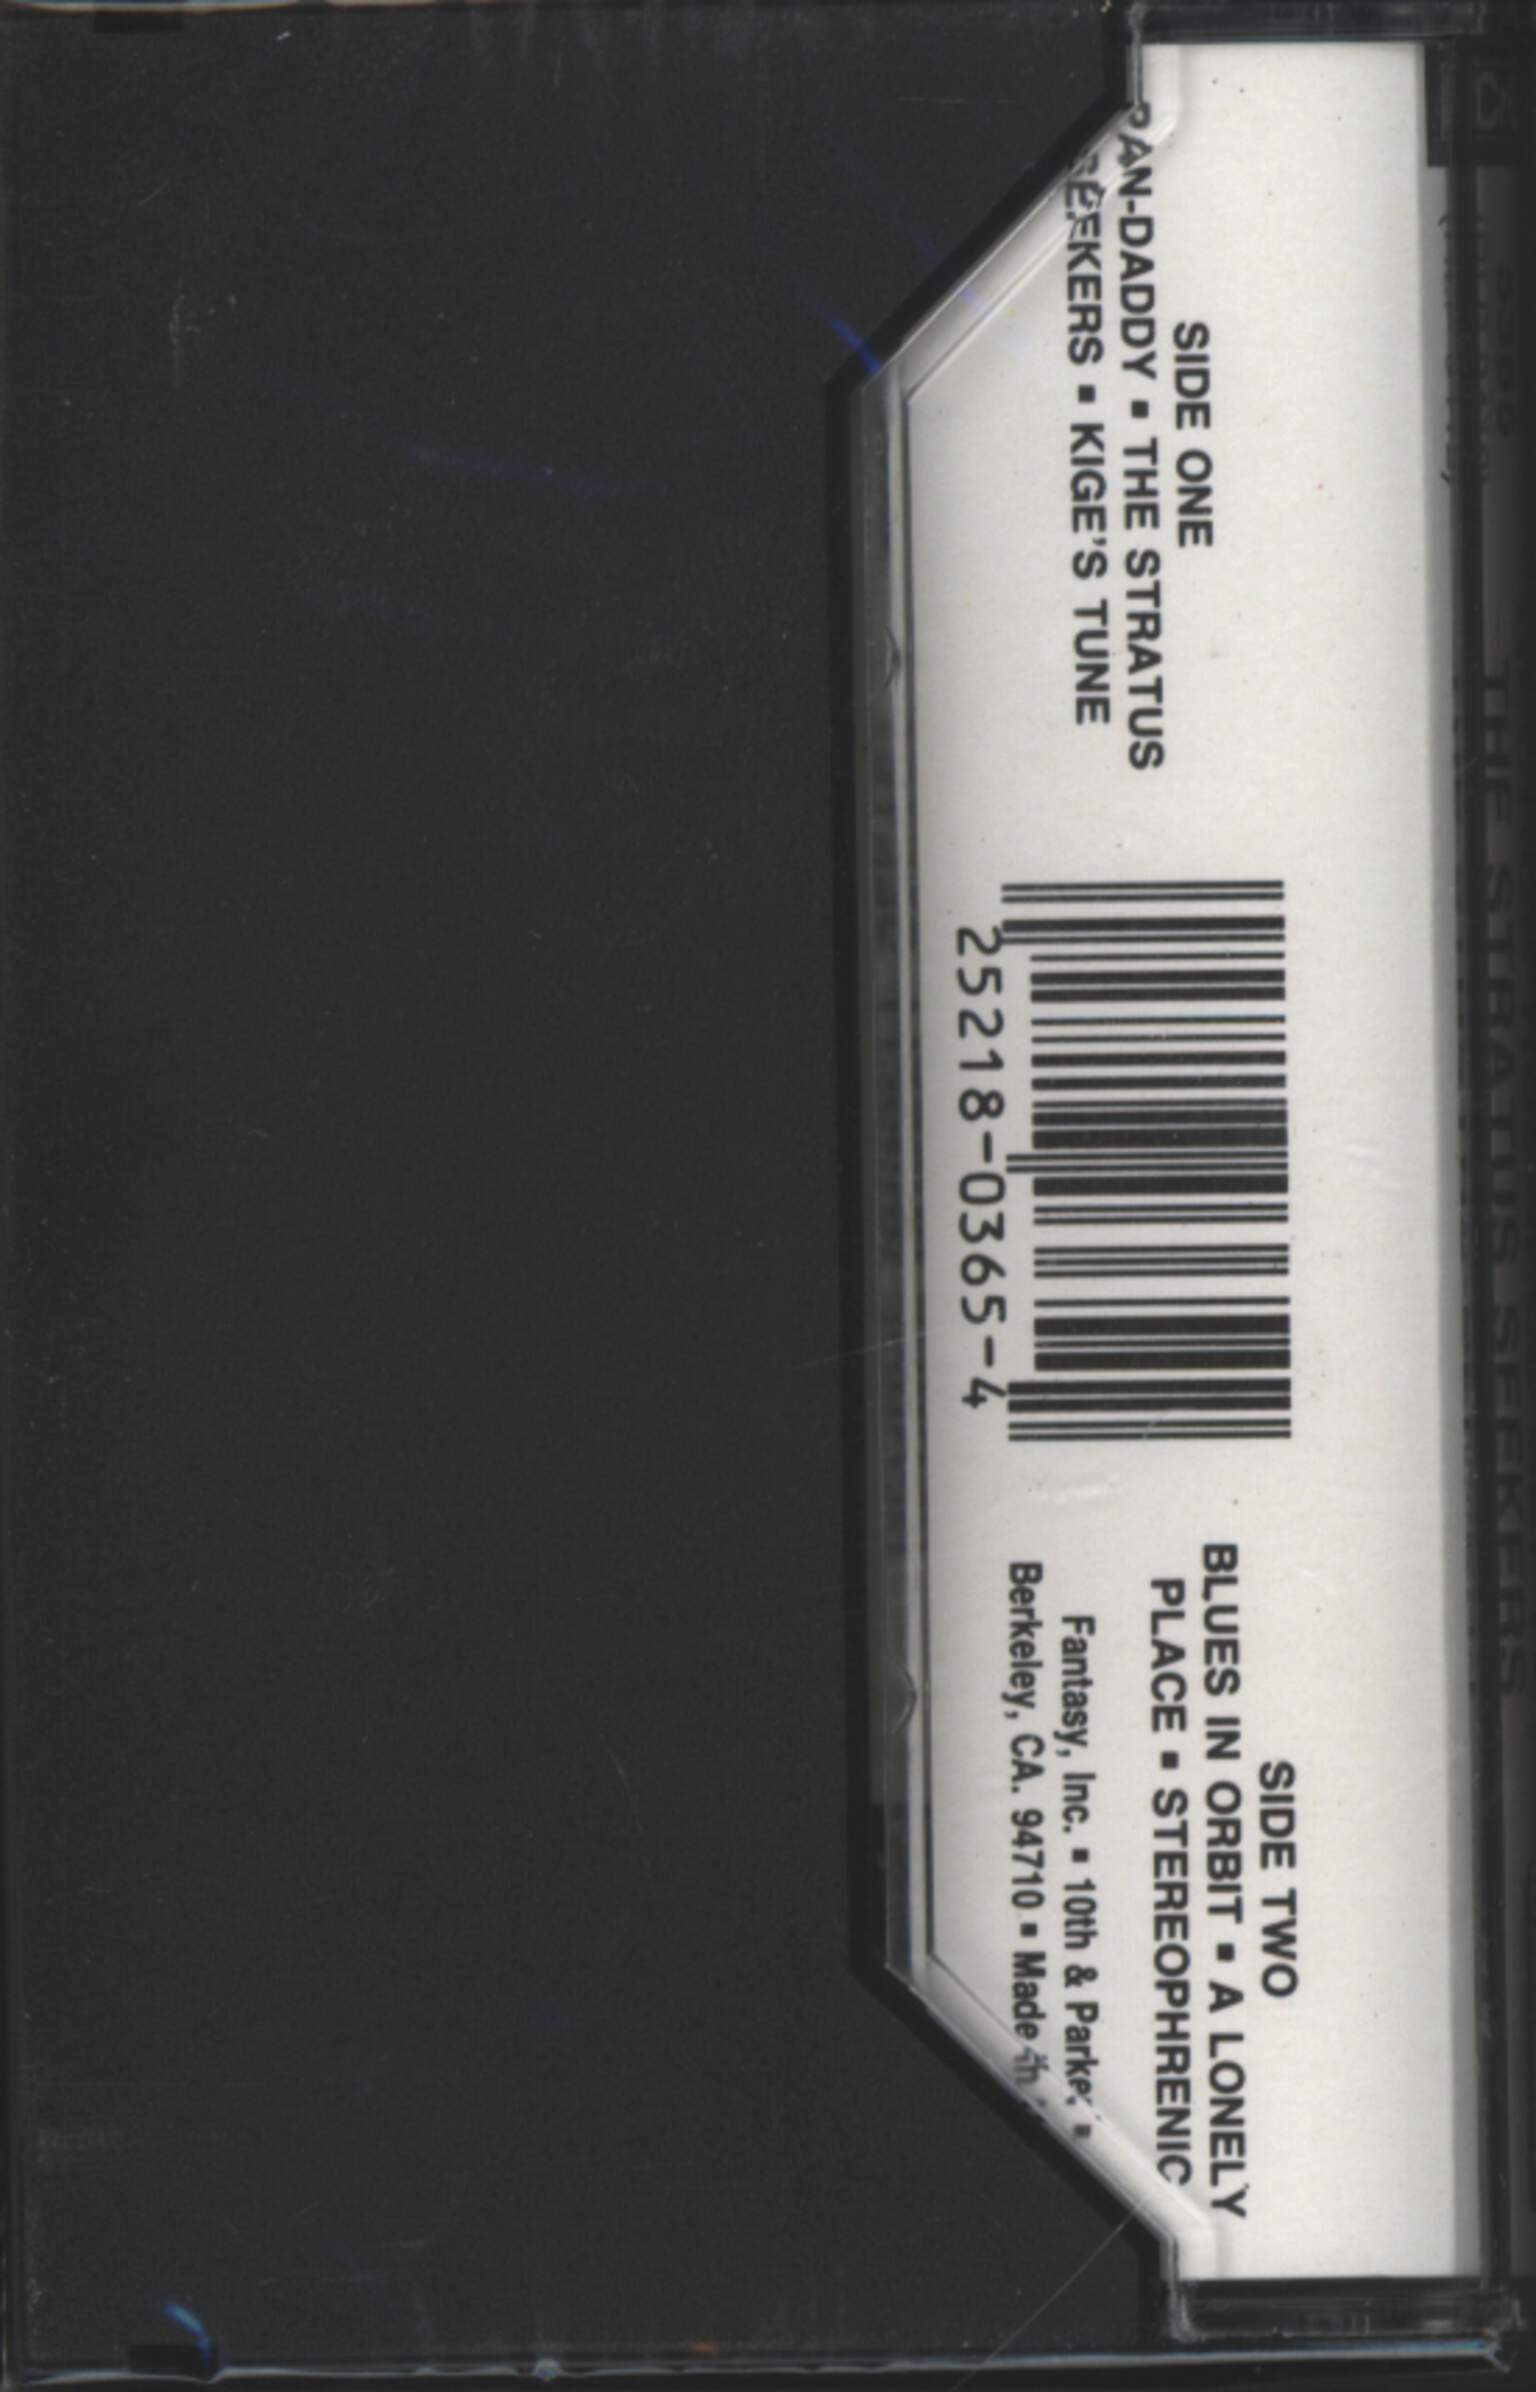 SIDE ONE
PAN-DADDY ▪ THE STRATUS
SEEKERS ▪ KIGE'S TUNE
25218-0365-4
SIDE TWO
BLUES IN ORBIT ▪ A LONELY
PLACE ▪ STEREOPHRENIC
Fantasy, Inc. ▪ 10th & Parker ▪
Berkeley, CA. 94710 ▪ Made in
THE STRATUS SEEKERS